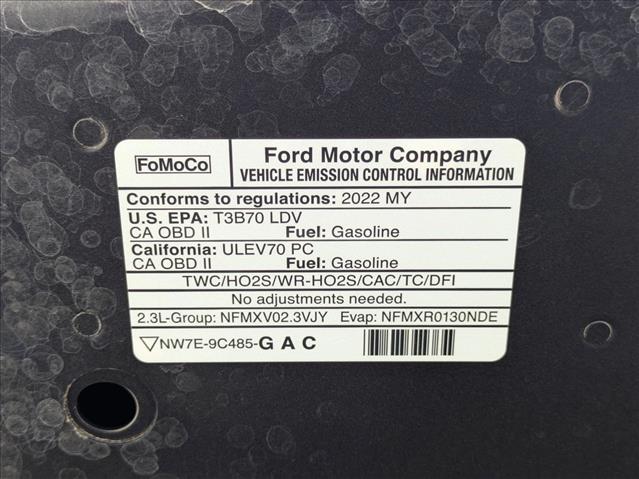 FoMoCo
Ford Motor Company
VEHICLE EMISSION CONTROL INFORMATION
Conforms to regulations: 2022 MY
U.S. EPA: T3B70 LDV
CA OBD II Fuel: Gasoline
California: ULEV70 PC
CA OBD II Fuel: Gasoline
TWC/HO2S/WR-HO2S/CAC/TC/DFI
No adjustments needed.
2.3L-Group: NFMXV02.3VJY Evap: NFMXR0130NDE
NW7E-9C485-GAC